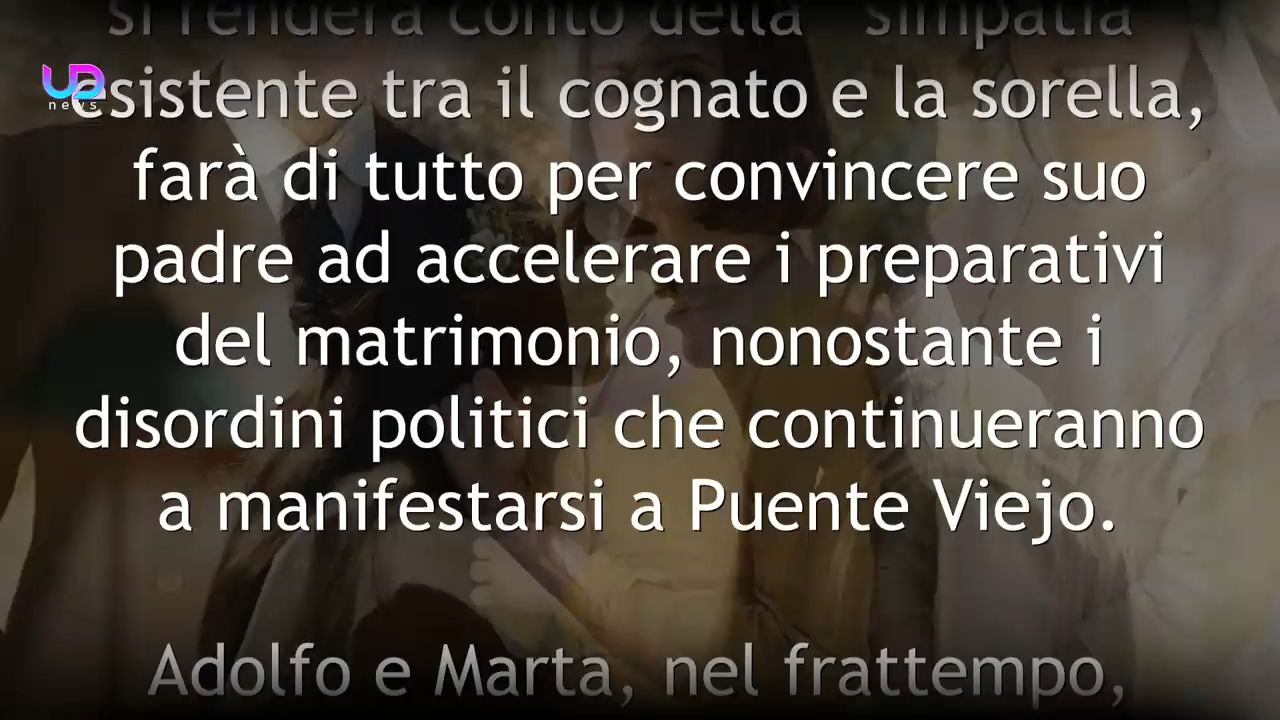 si renderà conto della "simpatia"
UD
news
esistente tra il cognato e la sorella,
farà di tutto per convincere suo
padre ad accelerare i preparativi
del matrimonio, nonostante i
disordini politici che continueranno
a manifestarsi a Puente Viejo.
Adolfo e Marta, nel frattempo,